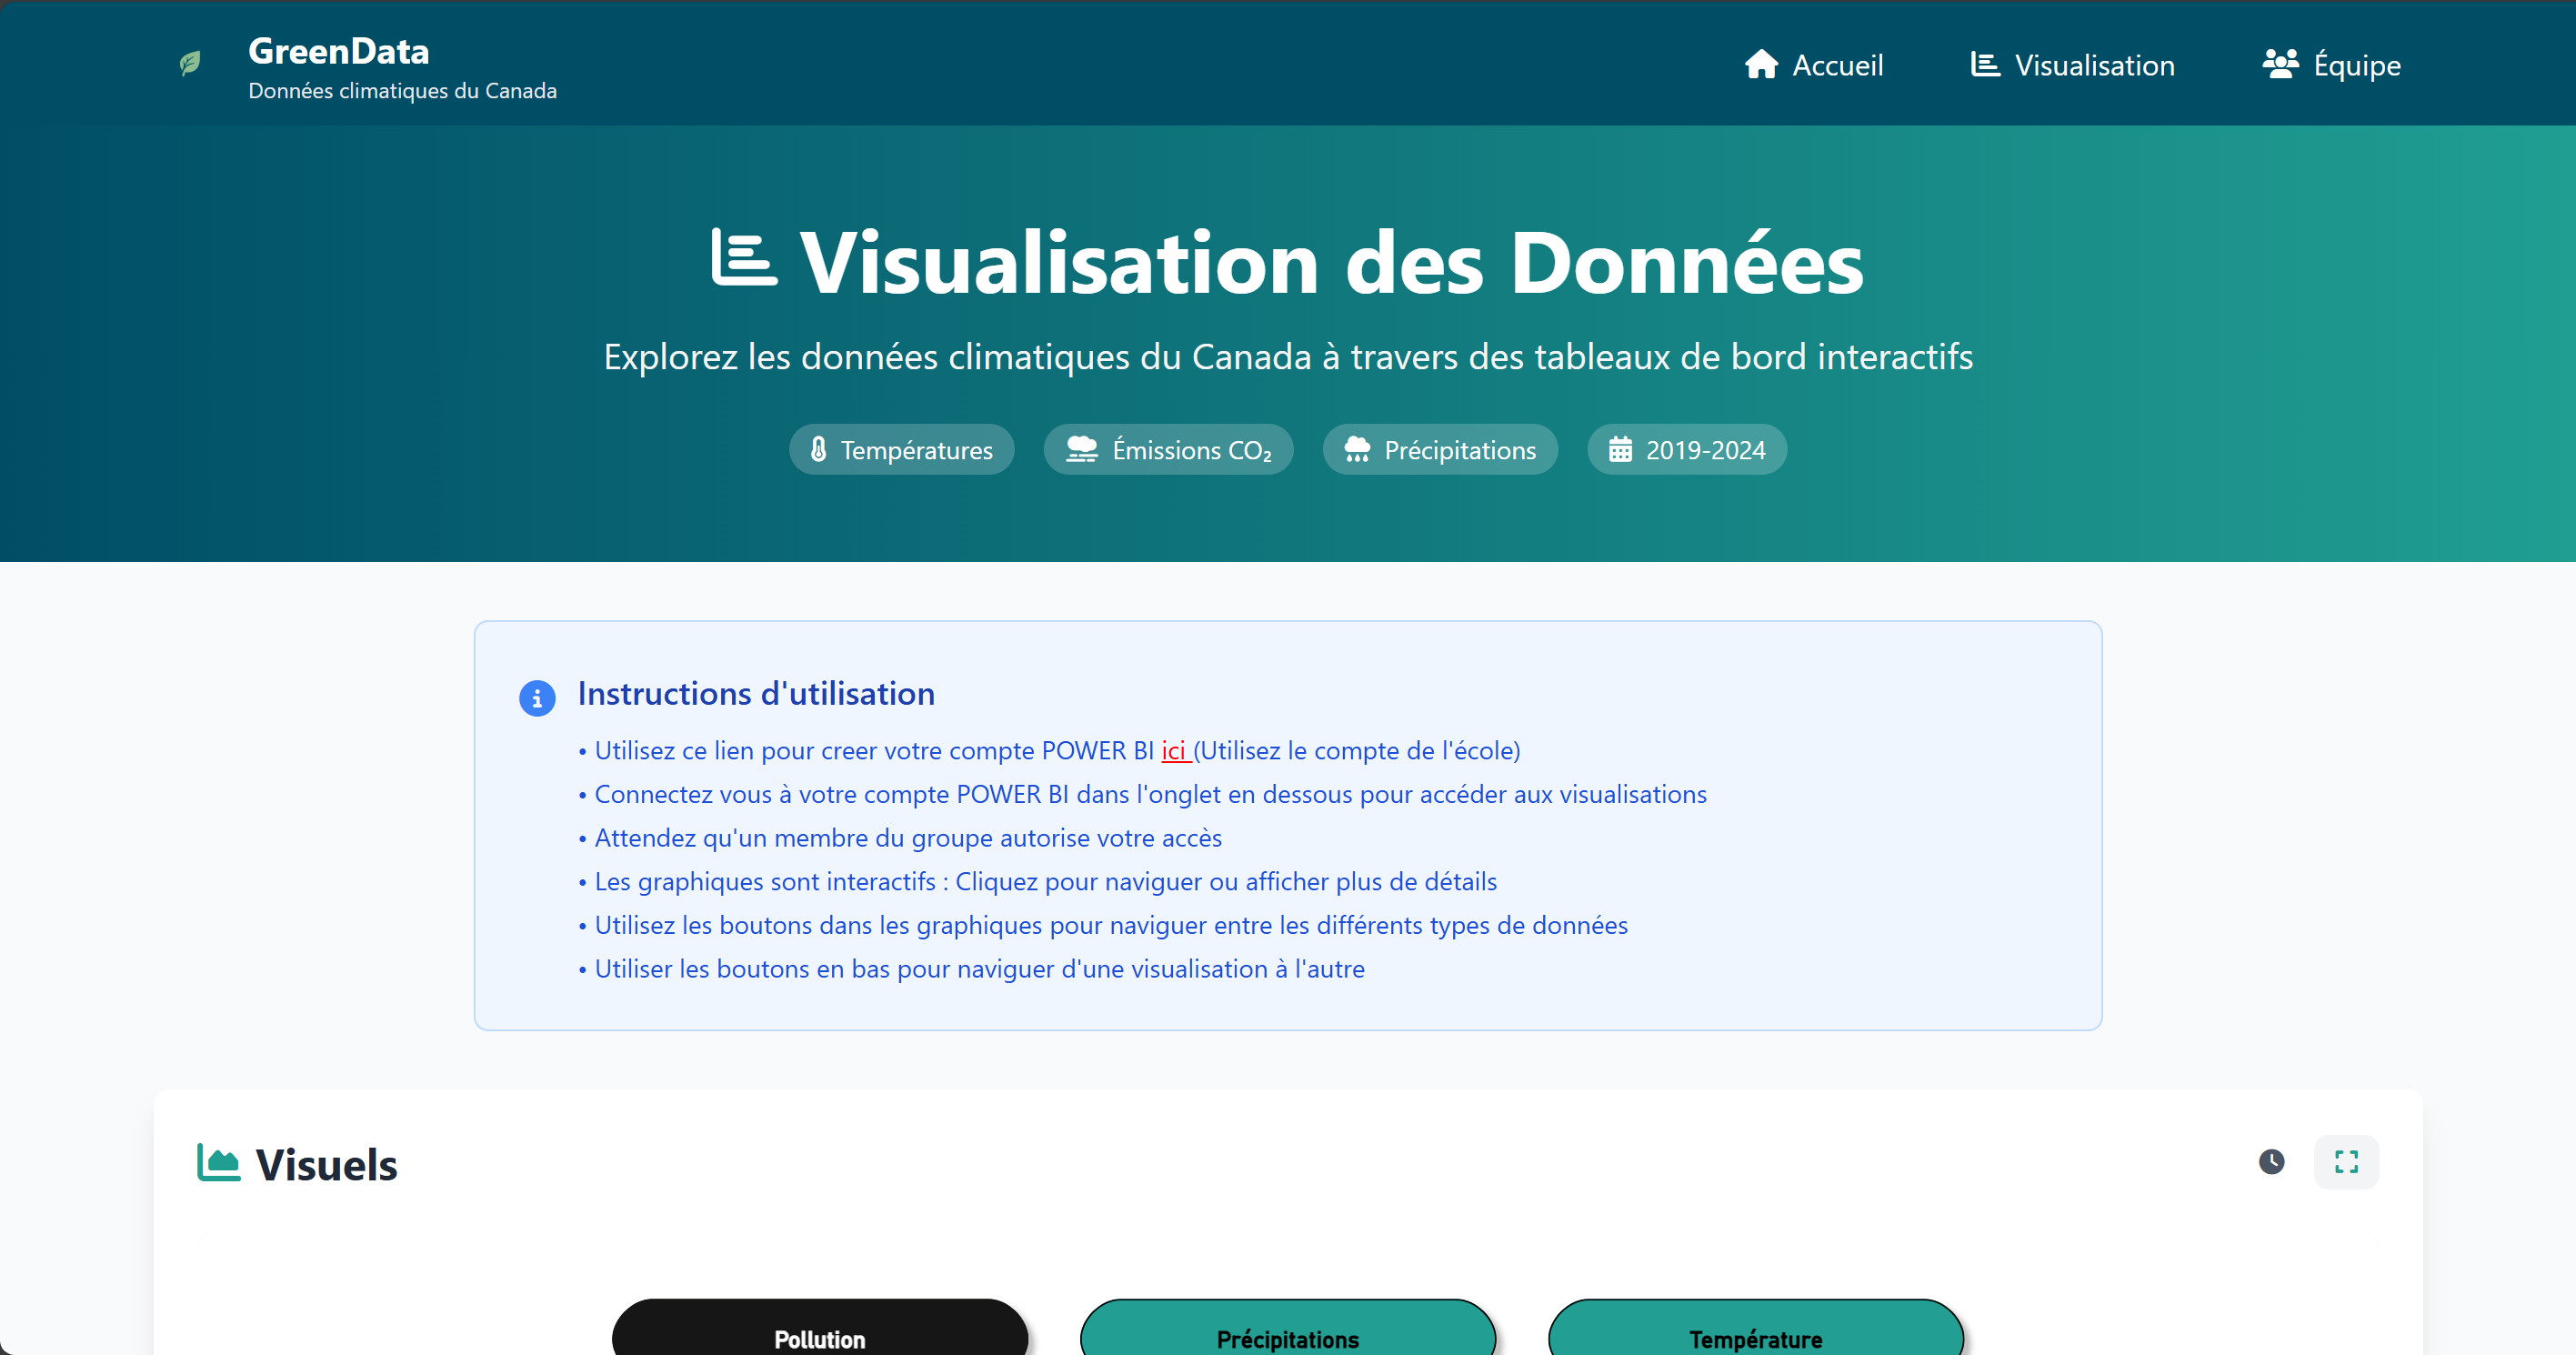 GreenData
Données climatiques du Canada
Accueil
Visualisation
Équipe
Visualisation des Données
Explorez les données climatiques du Canada à travers des tableaux de bord interactifs
Températures
Émissions CO₂
Précipitations
2019-2024
Instructions d'utilisation
• Utilisez ce lien pour creer votre compte POWER BI ici (Utilisez le compte de l'école)
• Connectez vous à votre compte POWER BI dans l'onglet en dessous pour accéder aux visualisations
• Attendez qu'un membre du groupe autorise votre accès
• Les graphiques sont interactifs : Cliquez pour naviguer ou afficher plus de détails
• Utilisez les boutons dans les graphiques pour naviguer entre les différents types de données
• Utiliser les boutons en bas pour naviguer d'une visualisation à l'autre
Visuels
Pollution
Précipitations
Température